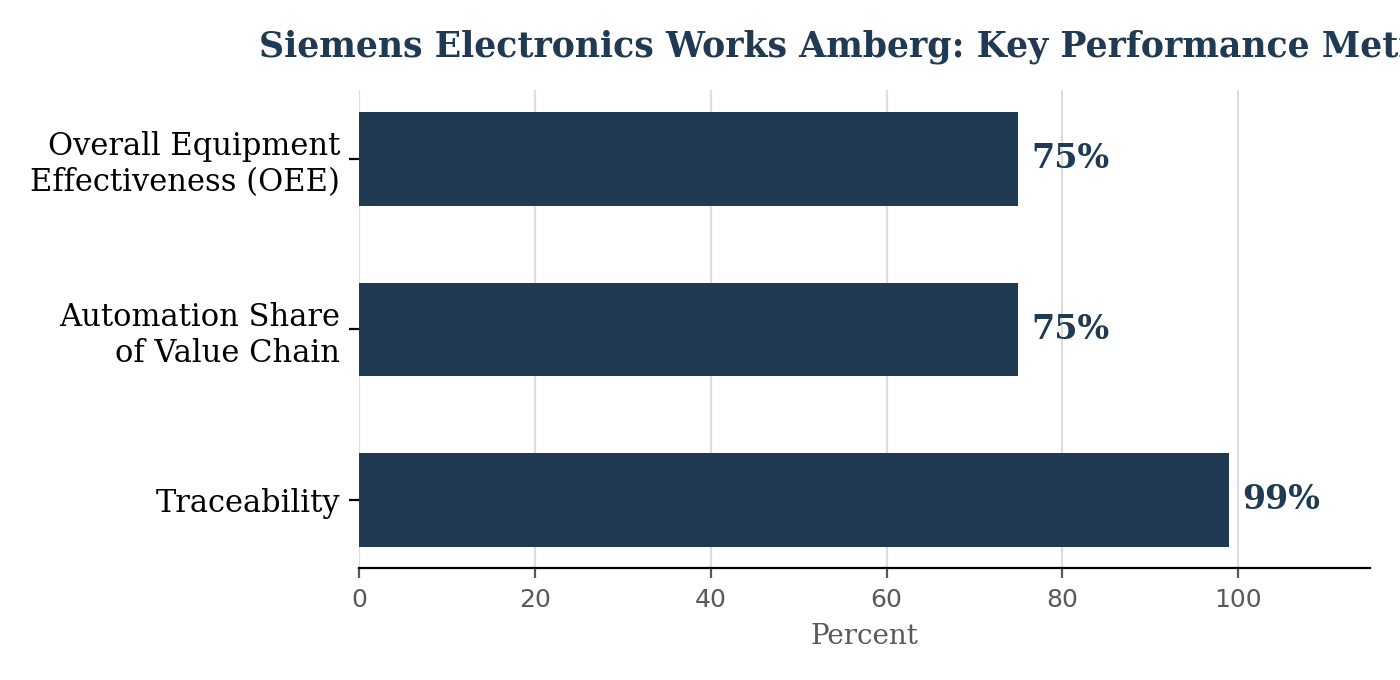 Siemens Electronics Works Amberg: Key Performance
Overall Equipment
Effectiveness (OEE)
75%
Automation Share
of Value Chain
75%
Traceability
99%
0 20 40 60 80 100
Percent